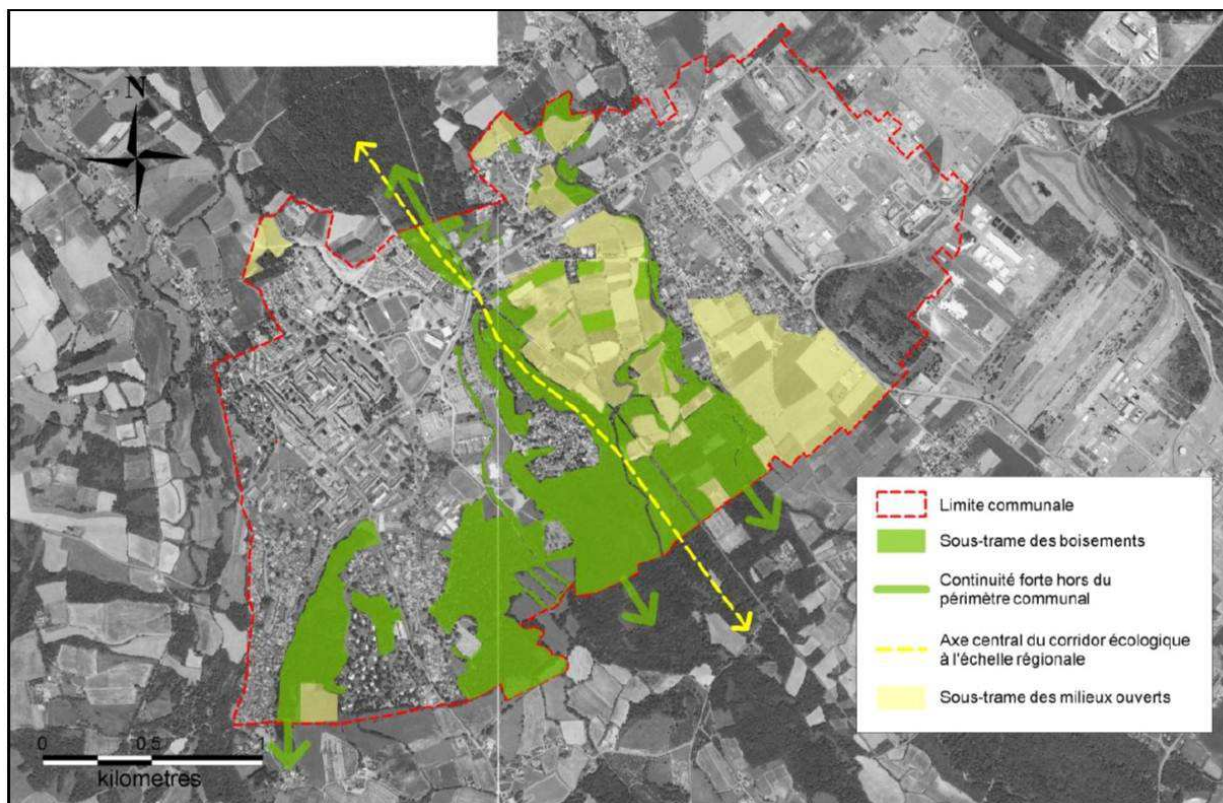 N
Limite communale
Sous-trame des boisements
Continuité forte hors du
périmètre communal
Axe central du corridor écologique
à l'échelle régionale
Sous-trame des milieux ouverts
0 0.5 1
kilometres